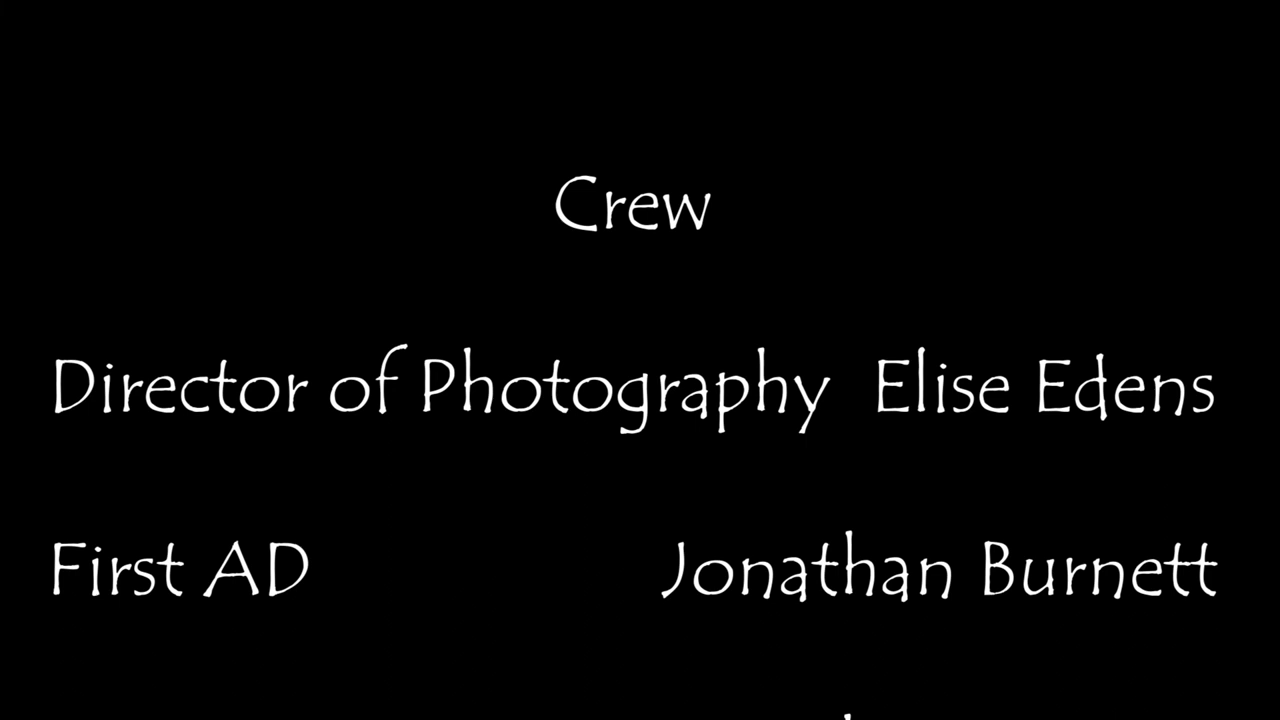 Crew
Director of Photography Elise Edens
First AD Jonathan Burnett